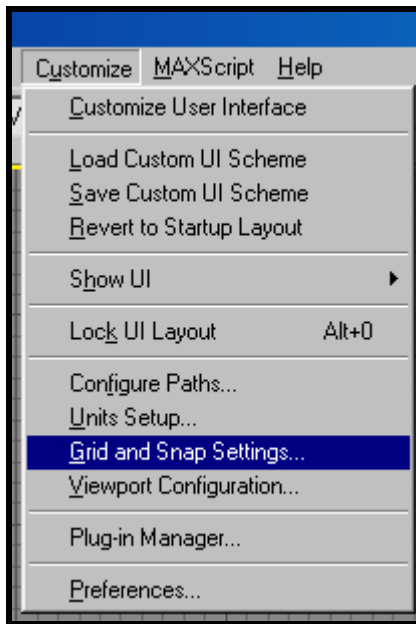 Customize MAXScript Help
Customize User Interface
Load Custom UI Scheme
Save Custom UI Scheme
Revert to Startup Layout
Show UI
Lock UI Layout Alt+0
Configure Paths...
Units Setup...
Grid and Snap Settings...
Viewport Configuration...
Plug-in Manager...
Preferences...